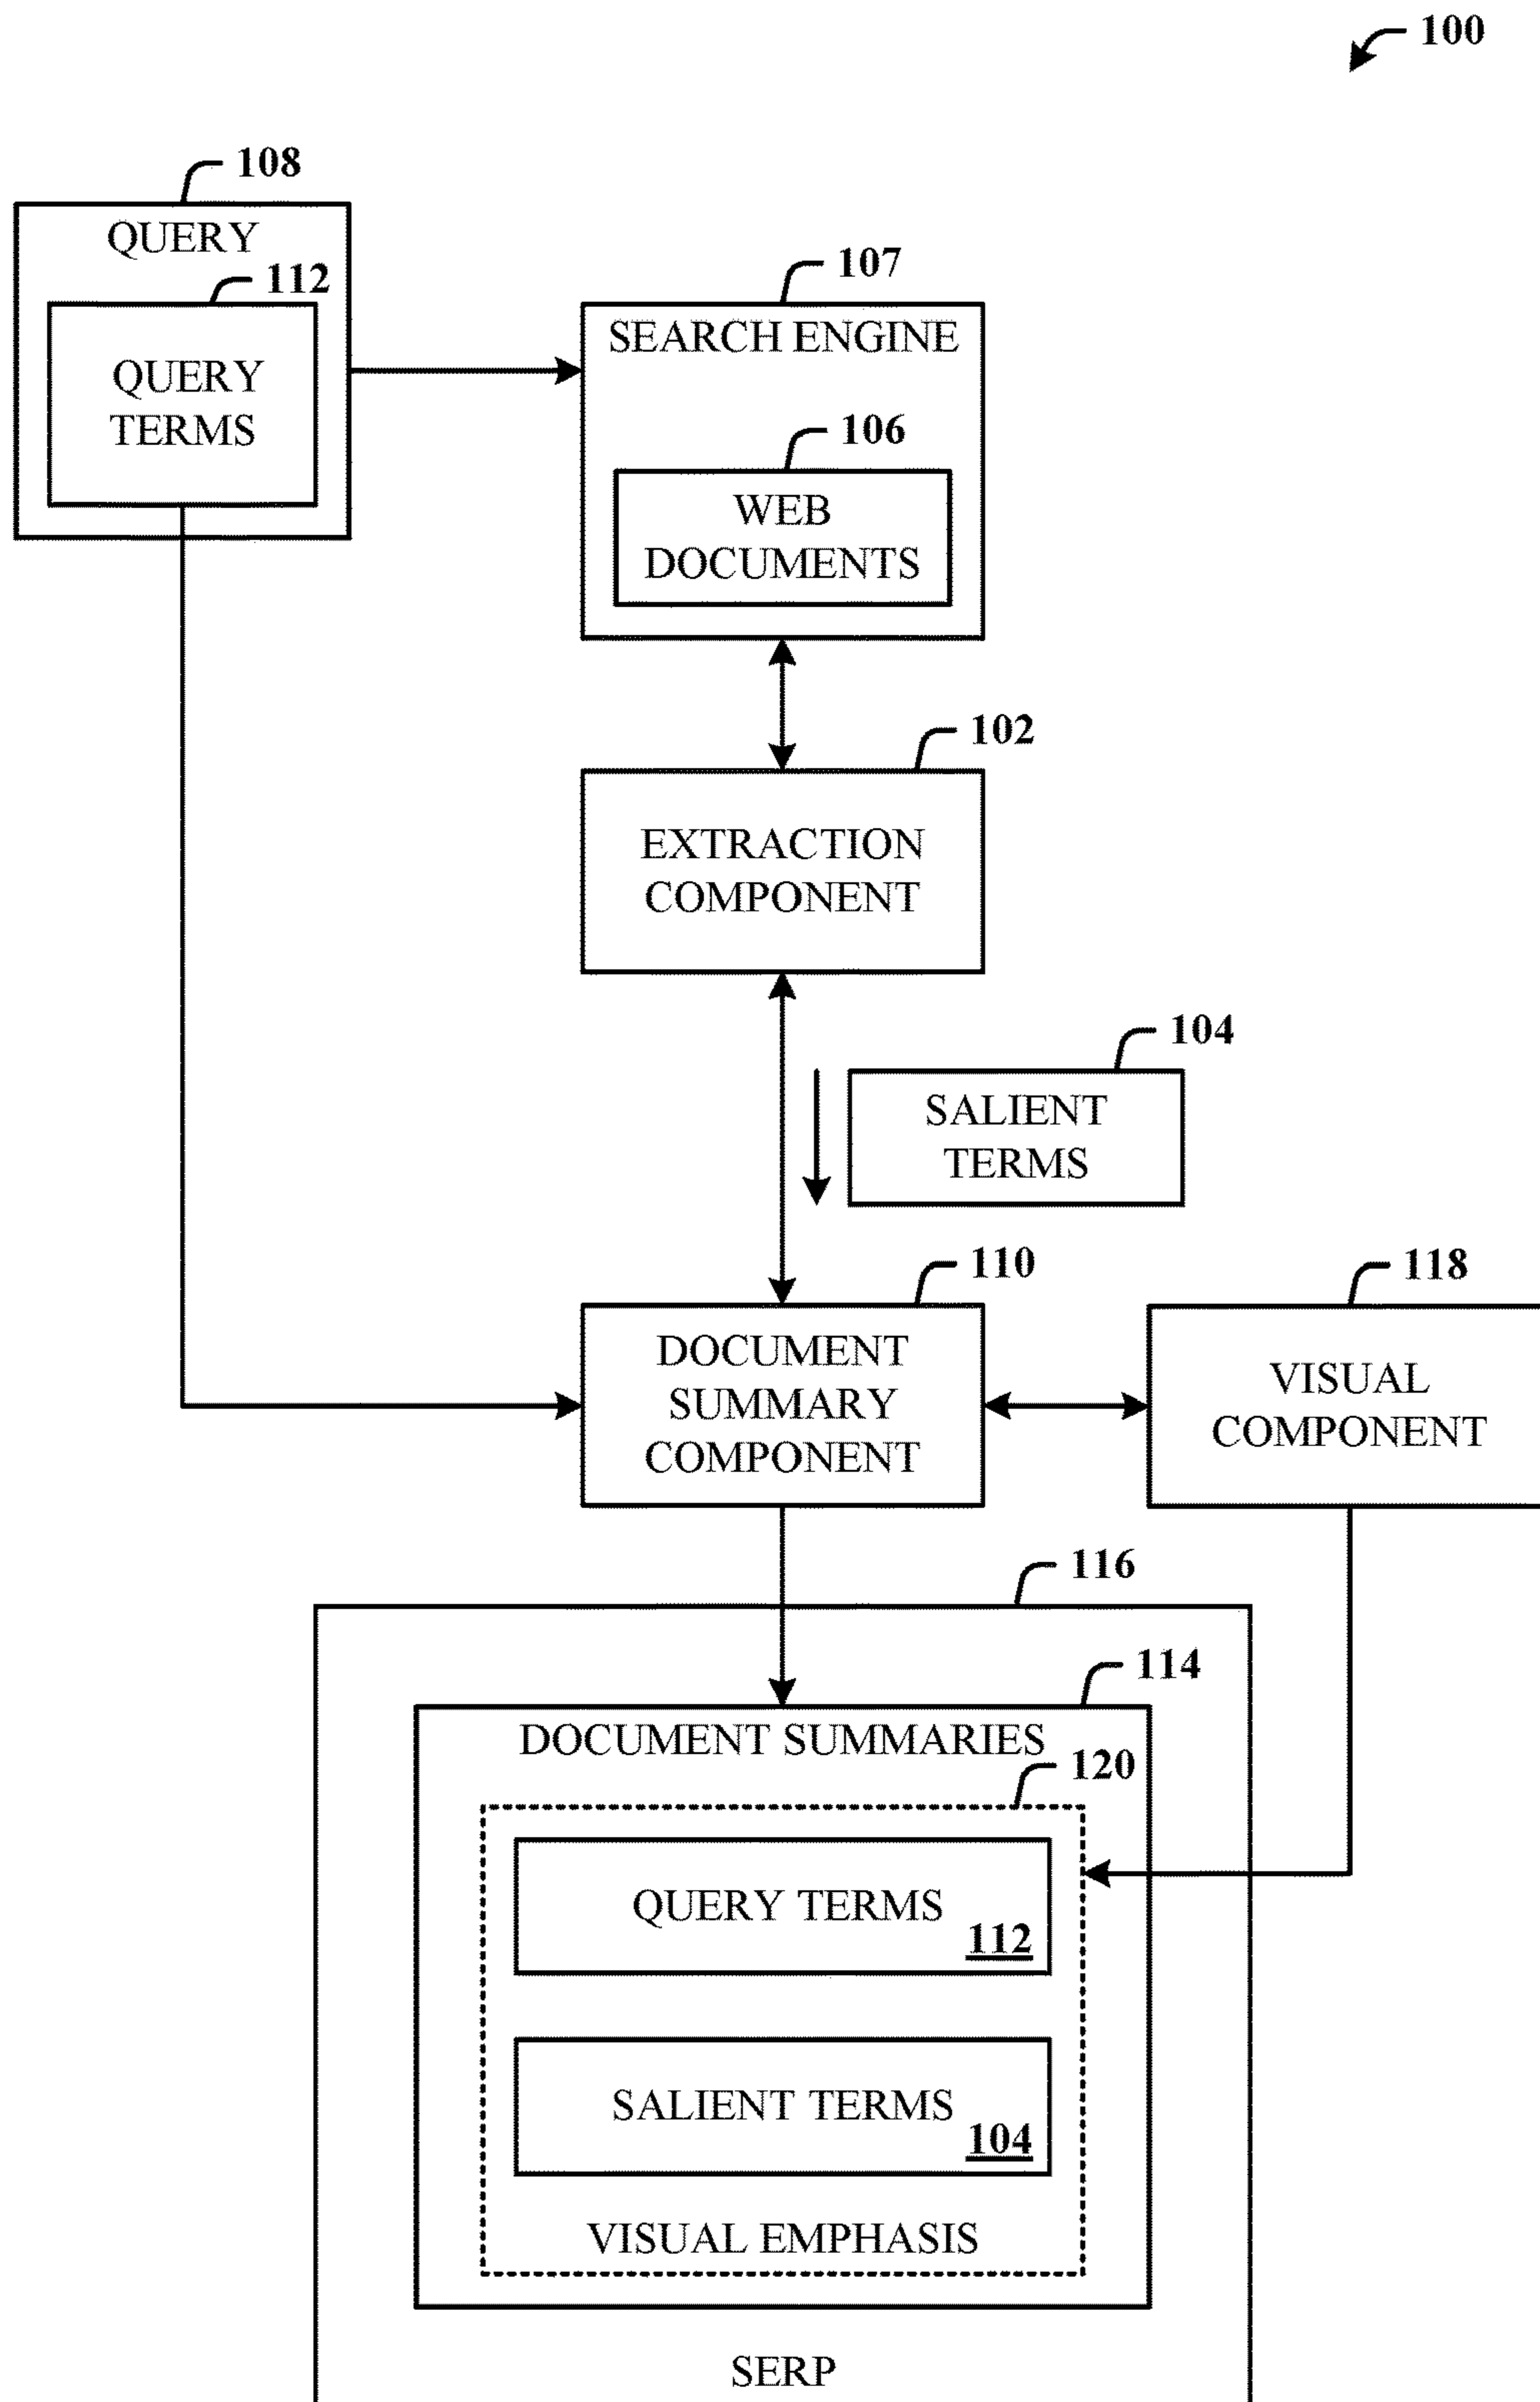 100
108
QUERY
112
QUERY
TERMS
107
SEARCH ENGINE
106
WEB
DOCUMENTS
102
EXTRACTION
COMPONENT
104
SALIENT
TERMS
110
DOCUMENT
SUMMARY
COMPONENT
118
VISUAL
COMPONENT
116
114
DOCUMENT SUMMARIES
120
QUERY TERMS
112
SALIENT TERMS
104
VISUAL EMPHASIS
SERP